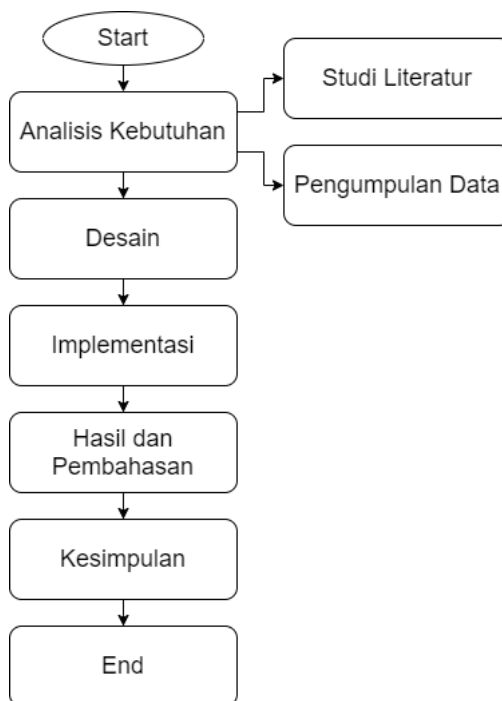 Start
Analisis Kebutuhan
Studi Literatur
Pengumpulan Data
Desain
Implementasi
Hasil dan
Pembahasan
Kesimpulan
End